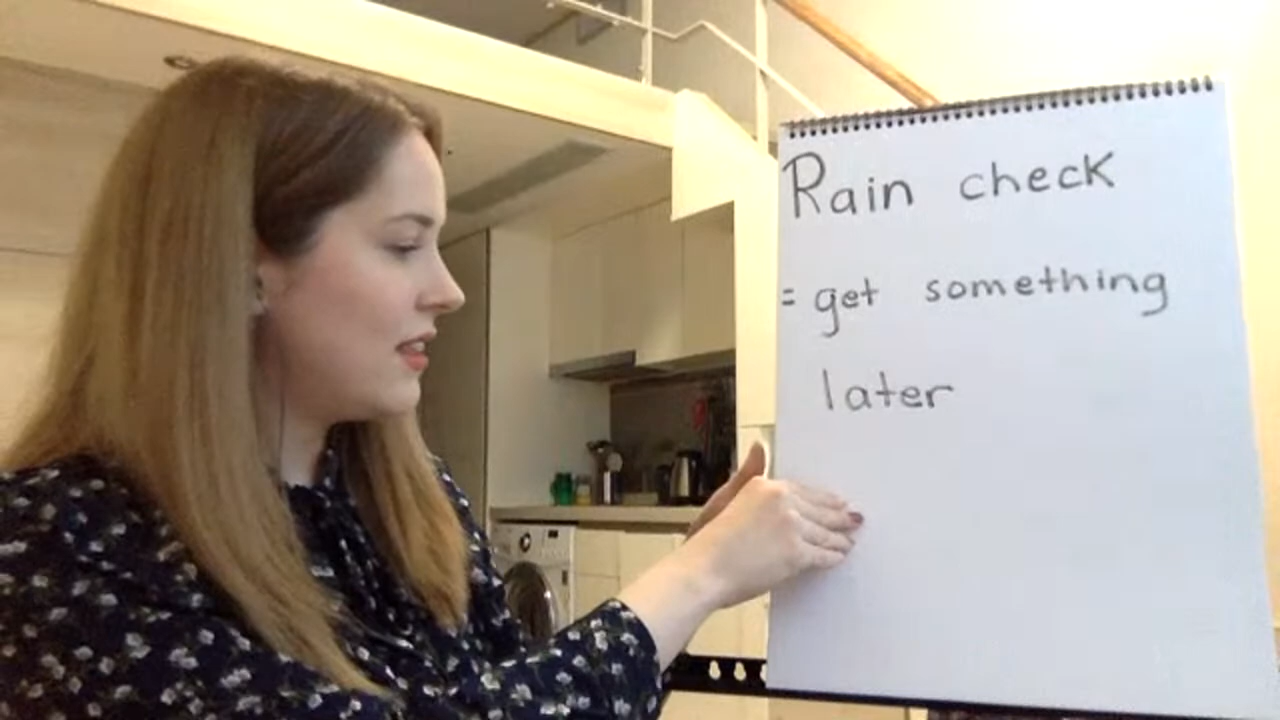 Rain check
= get something
later